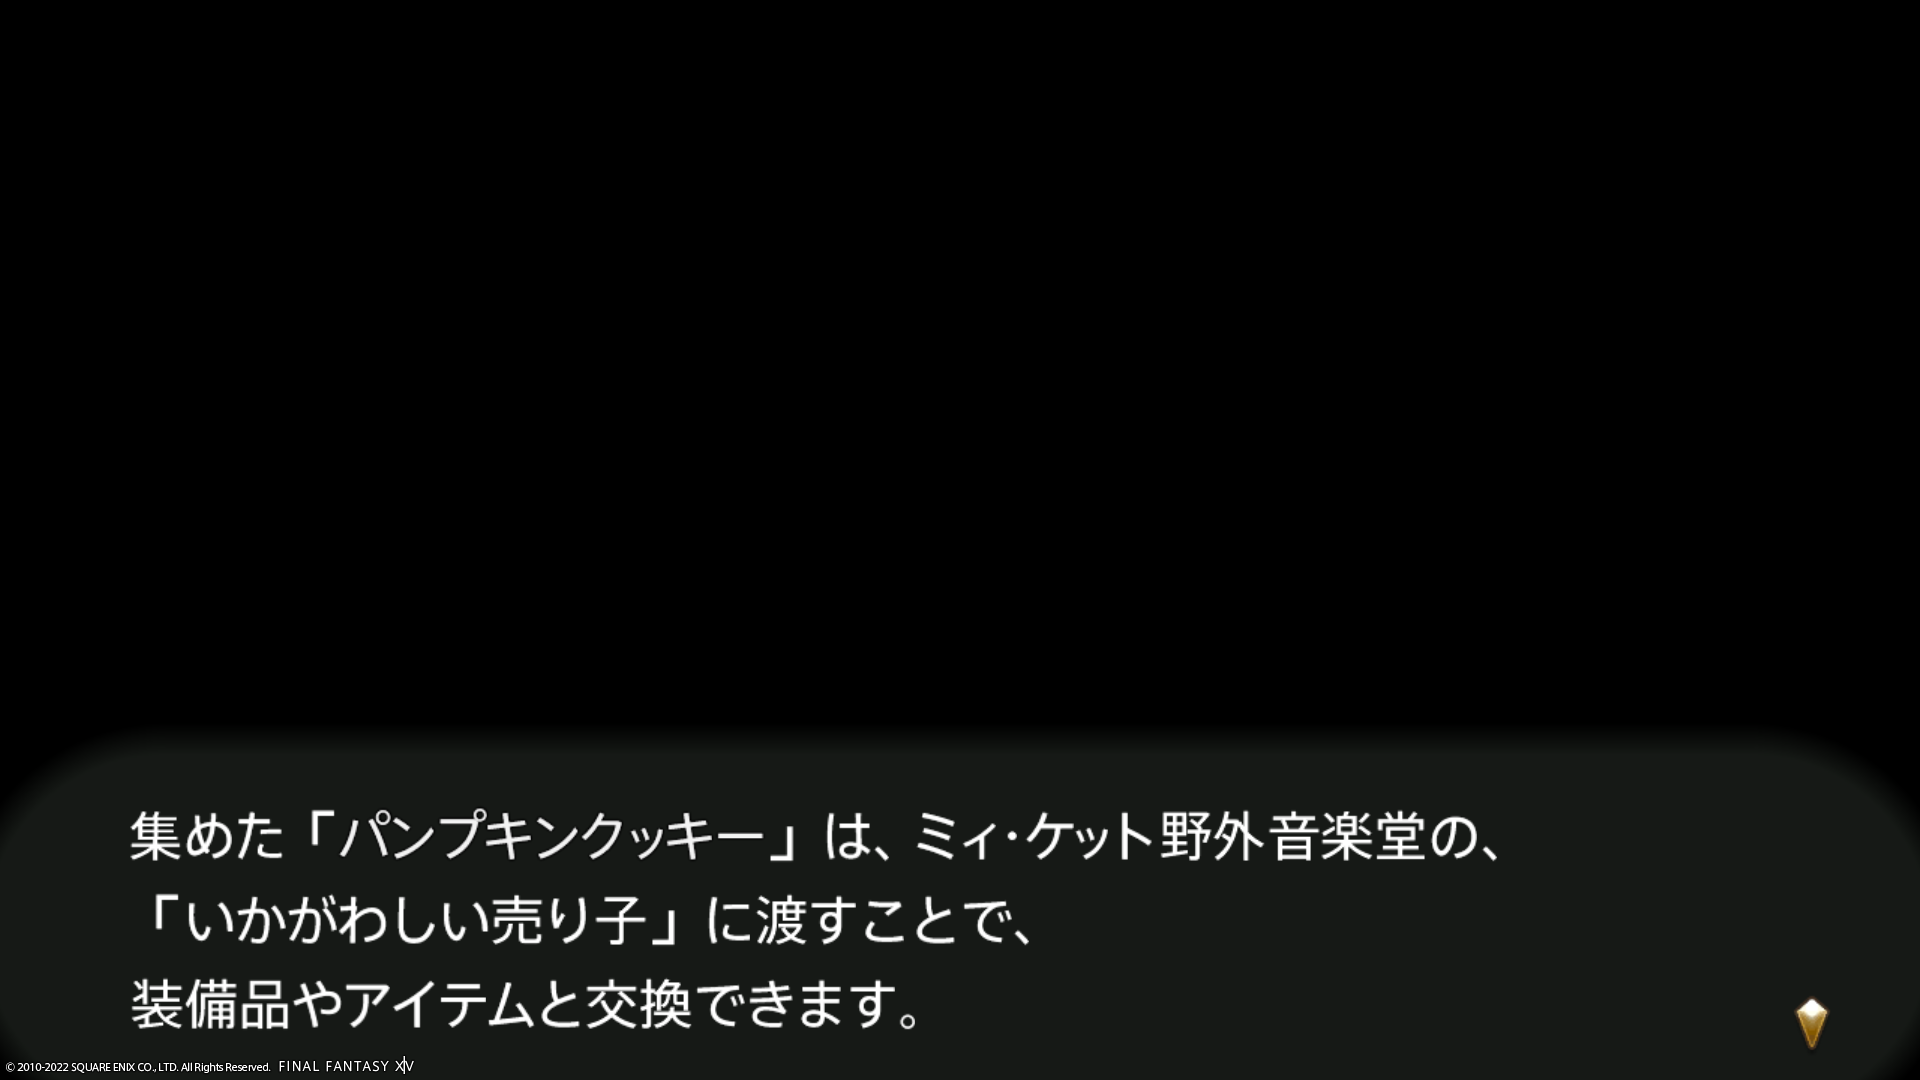 集めた「パンプキンクッキー」は、ミィ・ケット野外音楽堂の、
「いかがわしい売り子」に渡すことで、
装備品やアイテムと交換できます。
© 2010-2022 SQUARE ENIX CO., LTD. All Rights Reserved. FINAL FANTASY XIV